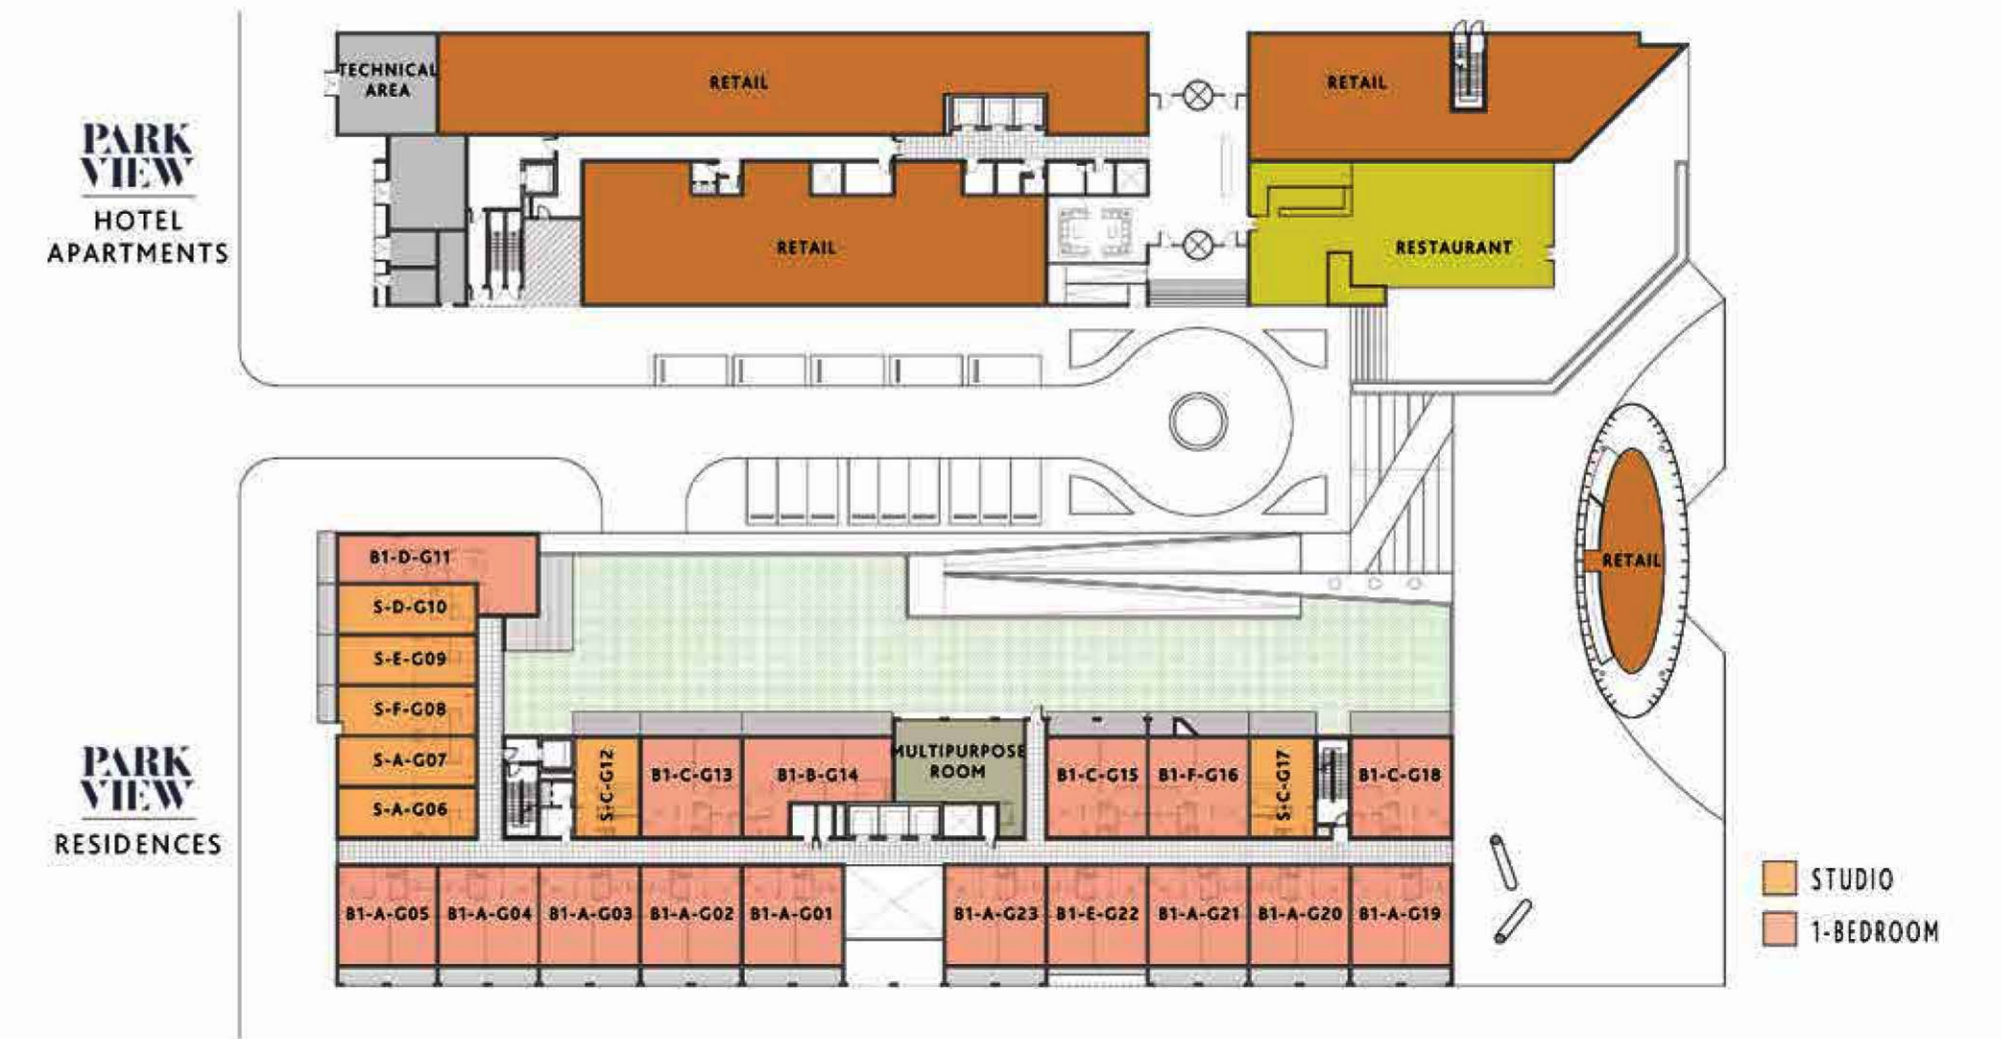 TECHNICAL
AREA
RETAIL
RETAIL
PARK
VIEW
HOTEL
APARTMENTS
RETAIL
RESTAURANT
RETAIL
B1-D-G11
S-D-G10
S-E-G09
S-F-G08
S-A-G07
S-A-G06
S-C-G12
B1-C-G13
B1-B-G14
MULTIPURPOSE
ROOM
B1-C-G15
B1-F-G16
S-C-G17
B1-C-G18
PARK
VIEW
RESIDENCES
B1-A-G05
B1-A-G04
B1-A-G03
B1-A-G02
B1-A-G01
B1-A-G23
B1-E-G22
B1-A-G21
B1-A-G20
B1-A-G19
STUDIO
1-BEDROOM